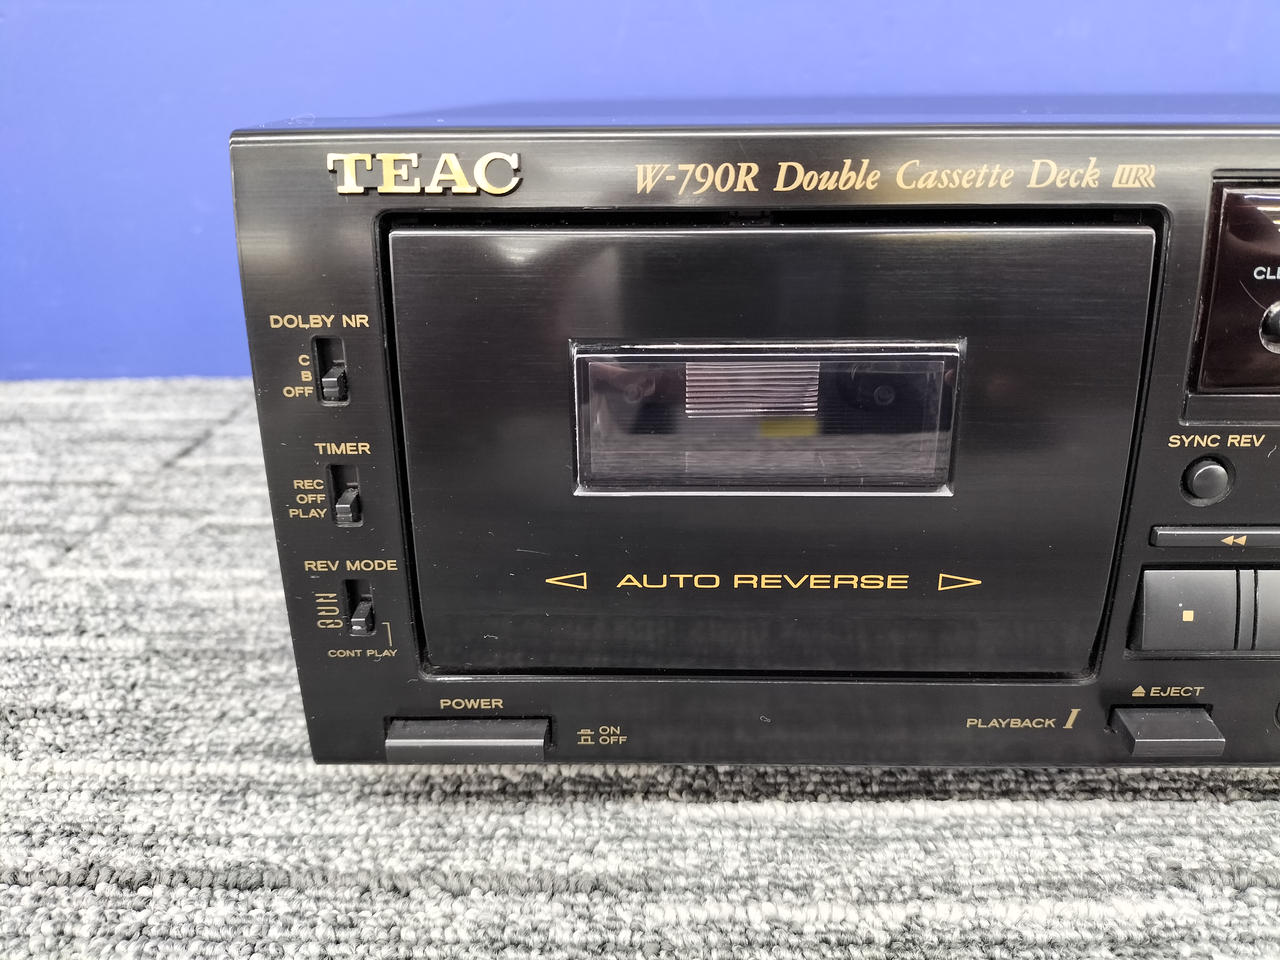 TEAC
W-790R Double Cassette Deck
DOLBY NR
C
B
OFF
TIMER
REC
OFF
PLAY
REV MODE
CONT PLAY
AUTO REVERSE
SYNC REV
POWER
ON
OFF
PLAYBACK I
EJECT